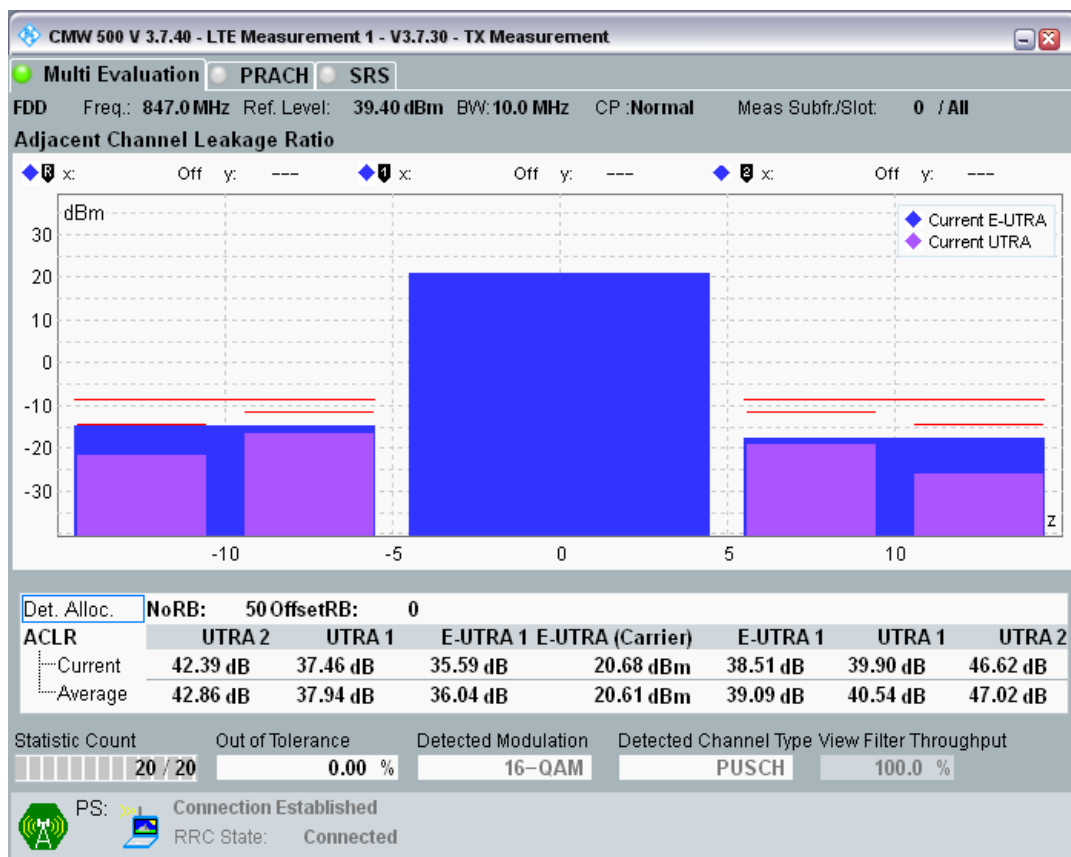 CMW 500 V 3.7.40 - LTE Measurement 1 - V3.7.30 - TX Measurement
Multi Evaluation PRACH SRS
FDD Freq.: 847.0 MHz Ref. Level: 39.40 dBm BW: 10.0 MHz CP :Normal Meas Subfr./Slot: 0 / All
Adjacent Channel Leakage Ratio
R x: Off y: --- 1 x: Off y: --- 2 x: Off y: ---
dBm
Current E-UTRA
Current UTRA
30
20
10
0
-10
-20
-30
z
-10 -5 0 5 10
Det. Alloc. NoRB: 50 OffsetRB: 0
ACLR UTRA 2 UTRA 1 E-UTRA 1 E-UTRA (Carrier) E-UTRA 1 UTRA 1 UTRA 2
Current 42.39 dB 37.46 dB 35.59 dB 20.68 dBm 38.51 dB 39.90 dB 46.62 dB
Average 42.86 dB 37.94 dB 36.04 dB 20.61 dBm 39.09 dB 40.54 dB 47.02 dB
Statistic Count Out of Tolerance Detected Modulation Detected Channel Type View Filter Throughput
20 / 20 0.00 % 16-QAM PUSCH 100.0 %
PS: Connection Established
RRC State: Connected